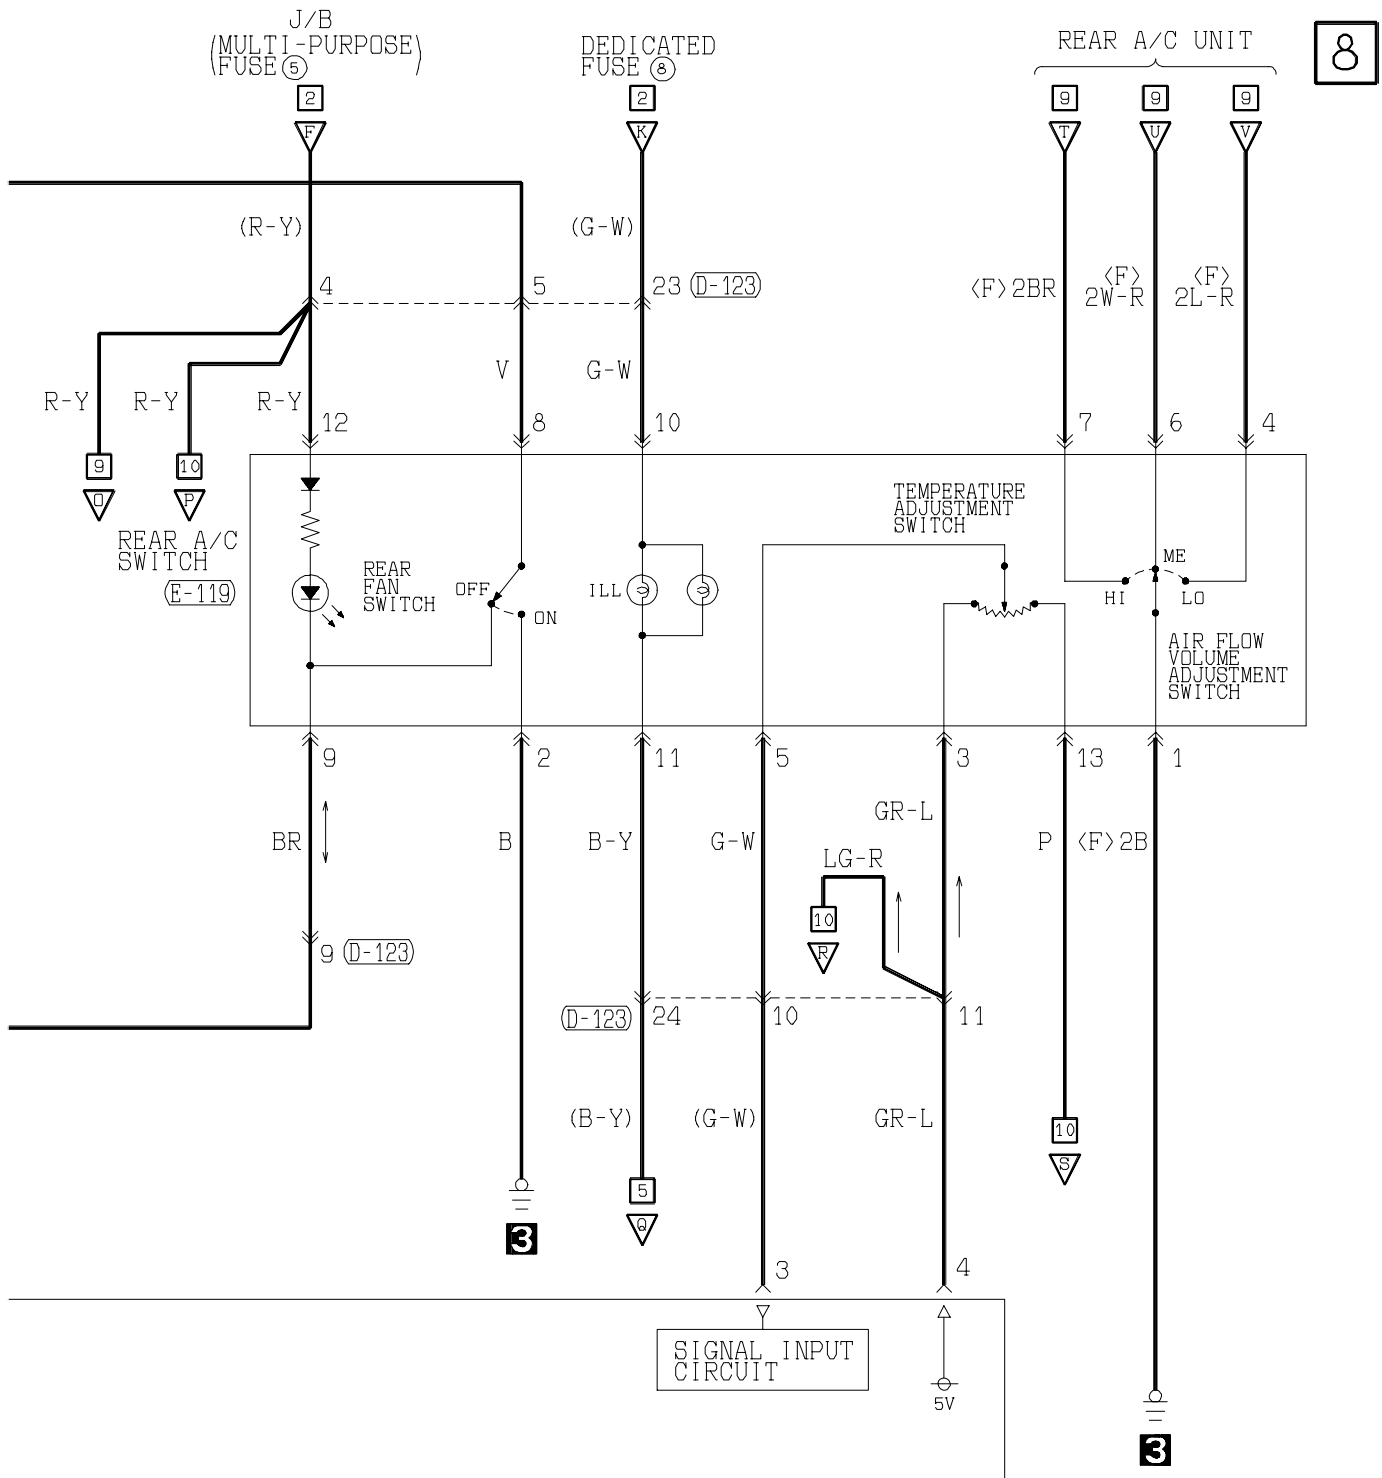 J/B
(MULTI-PURPOSE)
FUSE ⑤
DEDICATED
FUSE ⑧
REAR A/C UNIT
8
2
2
9
9
9
F
K
T
U
V
(R-Y)
(G-W)
4
5
23
(D-123)
<F>2BR
<F>
2W-R
<F>
2L-R
V
G-W
R-Y
R-Y
R-Y
12
8
10
7
6
4
9
10
O
P
REAR A/C
SWITCH
(E-119)
TEMPERATURE
ADJUSTMENT
SWITCH
REAR
FAN
SWITCH
OFF
ON
ILL
ME
HI
LO
AIR FLOW
VOLUME
ADJUSTMENT
SWITCH
9
2
11
5
3
13
1
BR
B
B-Y
G-W
GR-L
P
<F>2B
LG-R
10
R
9
(D-123)
(D-123)
24
10
11
(B-Y)
(G-W)
GR-L
10
S
5
Q
3
3
4
SIGNAL INPUT
CIRCUIT
5V
3